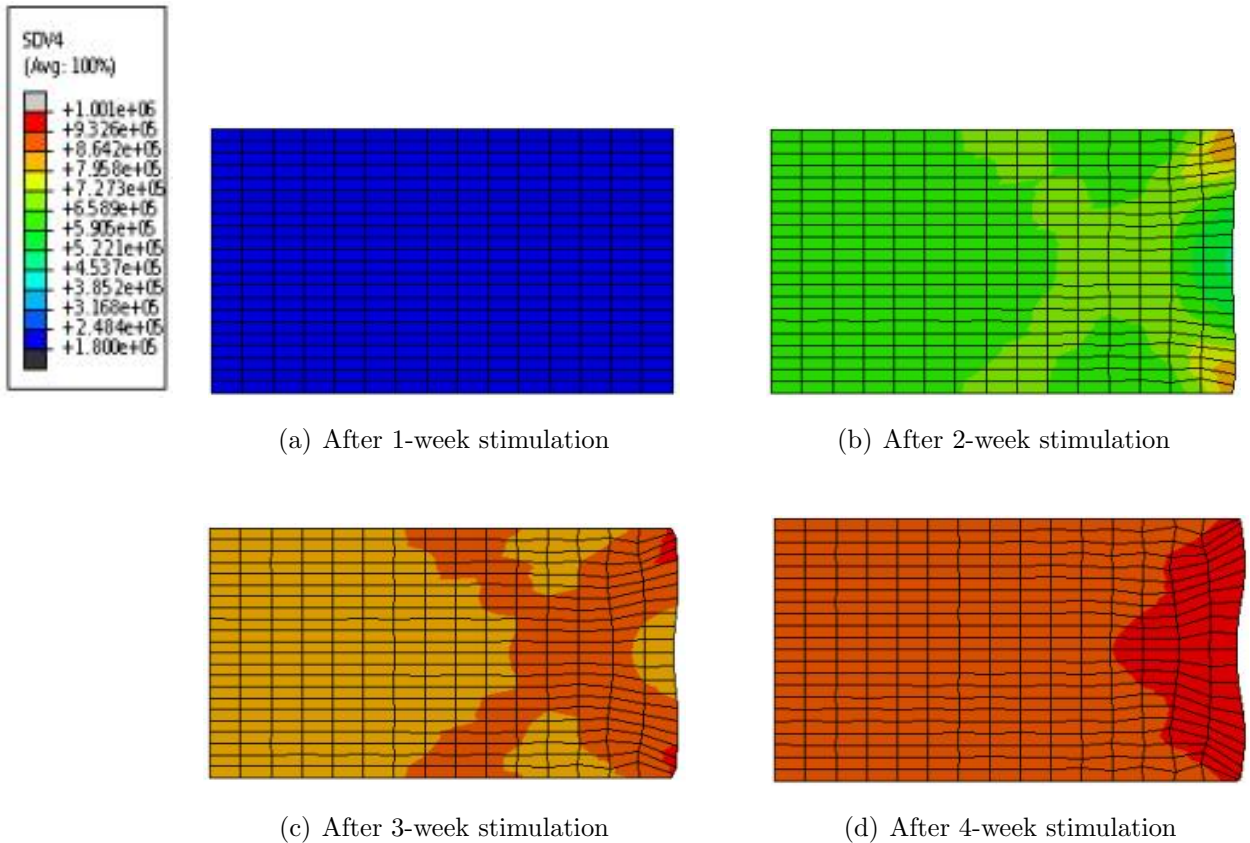 SDV4
(Avg: 100%)
+1.001e+06
+9.326e+05
+8.642e+05
+7.958e+05
+7.273e+05
+6.589e+05
+5.905e+05
+5.221e+05
+4.537e+05
+3.852e+05
+3.168e+05
+2.484e+05
+1.800e+05
(a) After 1-week stimulation
(b) After 2-week stimulation
(c) After 3-week stimulation
(d) After 4-week stimulation